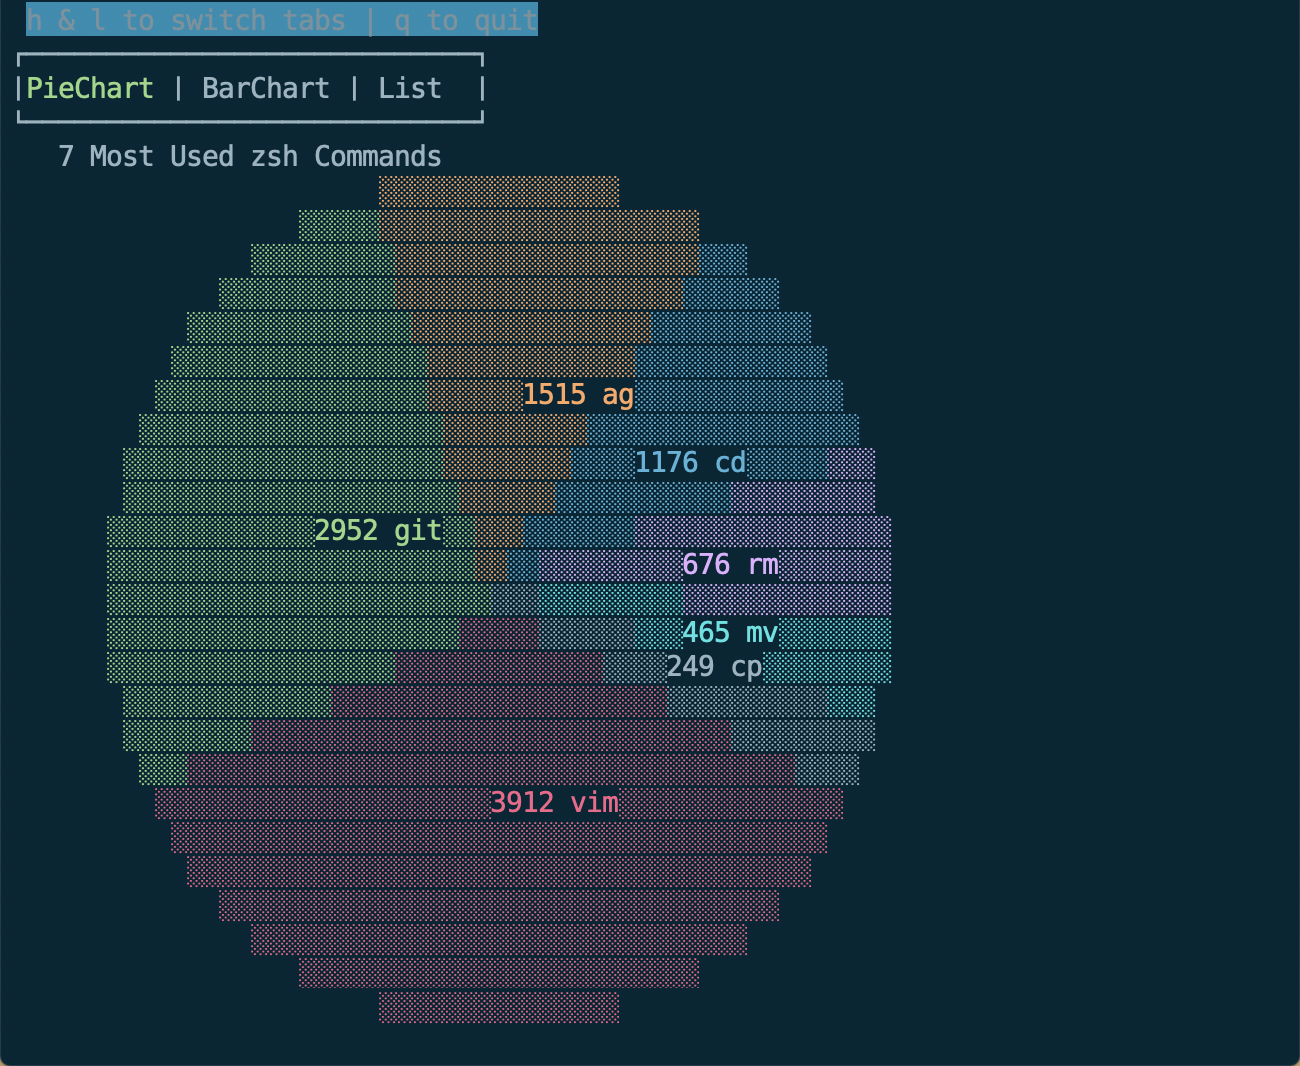 h & l to switch tabs | q to quit
PieChart | BarChart | List
7 Most Used zsh Commands
1515 ag
1176 cd
2952 git
676 rm
465 mv
249 cp
3912 vim